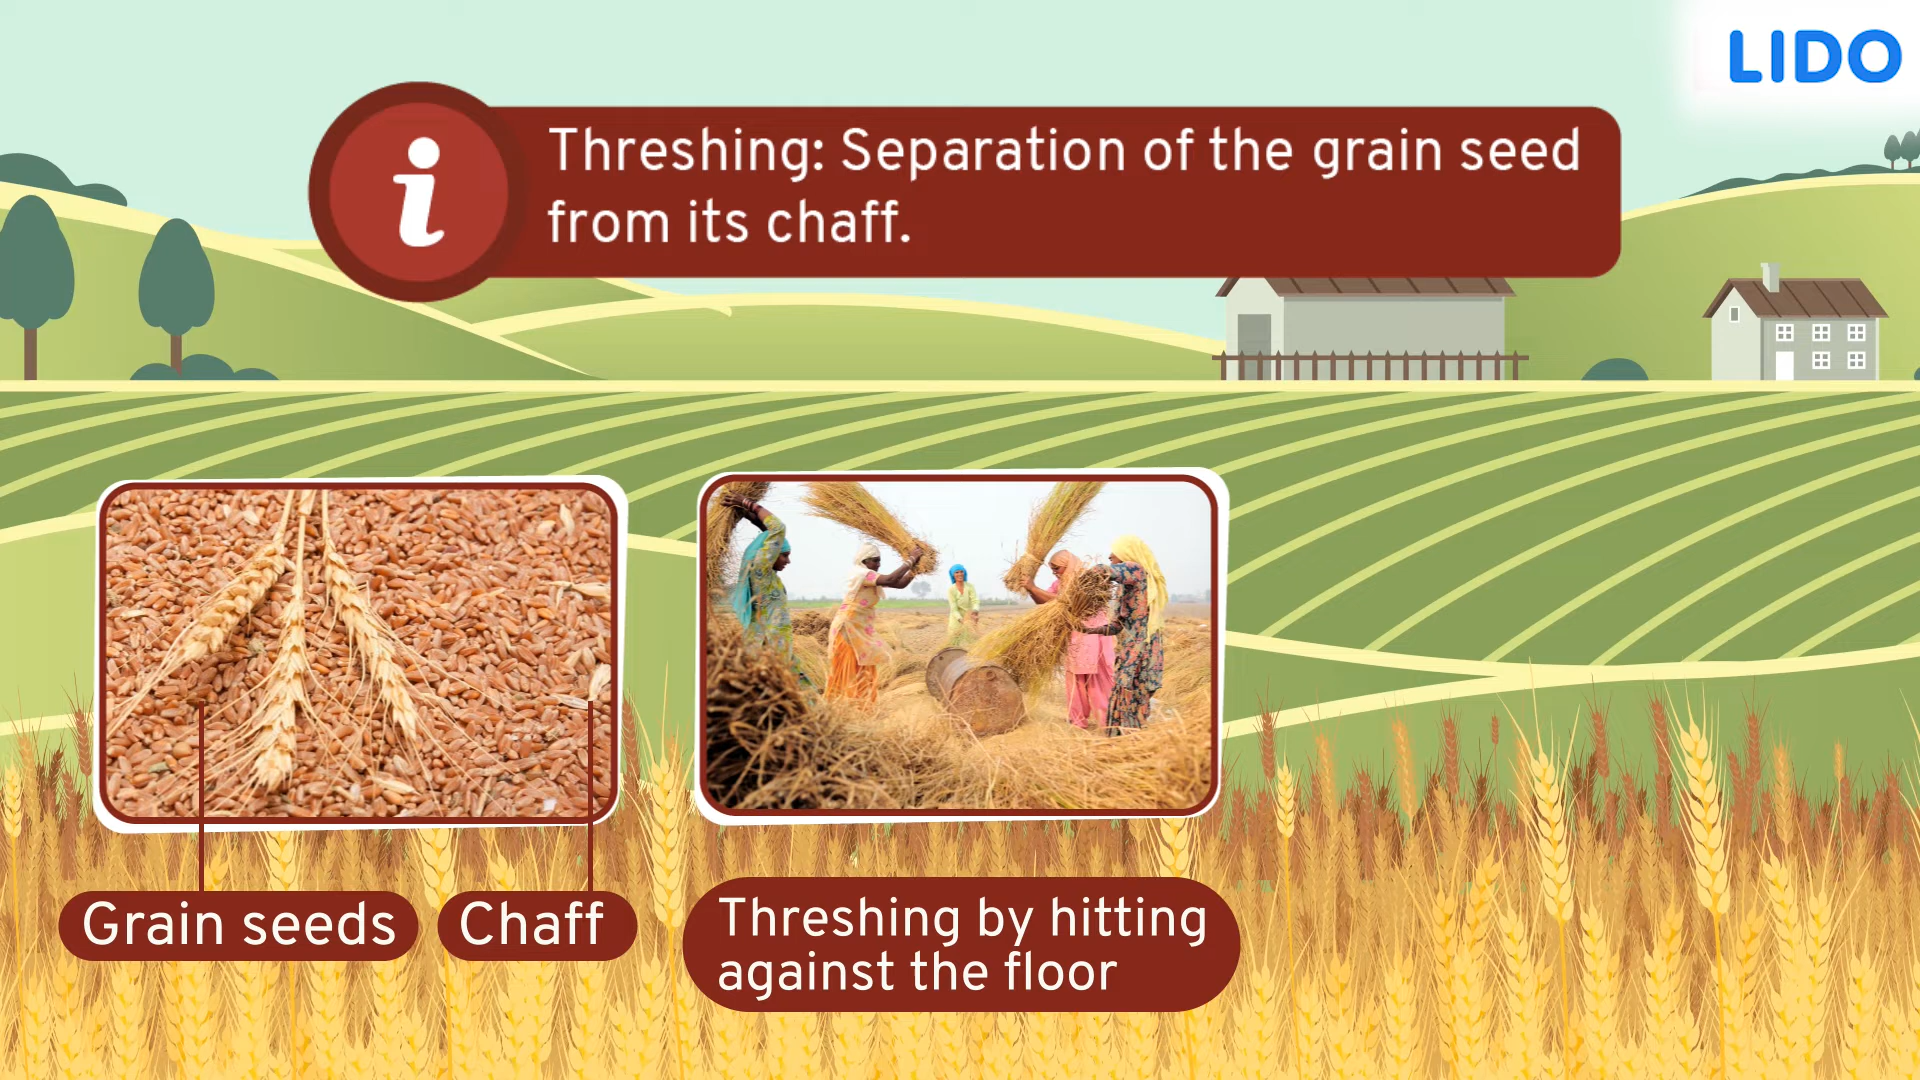 LIDO
i
Threshing: Separation of the grain seed
from its chaff.
Grain seeds
Chaff
Threshing by hitting
against the floor